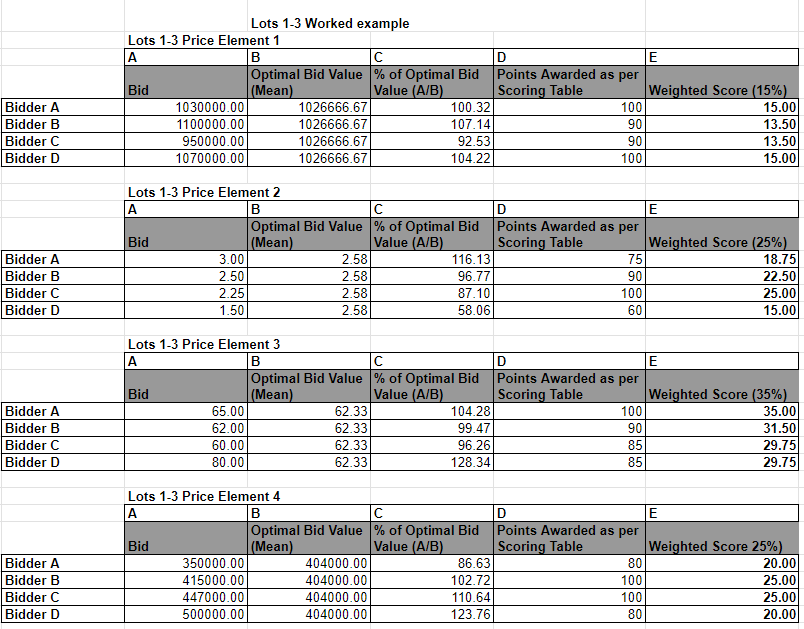 Lots 1-3 Worked example
Lots 1-3 Price Element 1
A B C D E
Bid Optimal Bid Value (Mean) % of Optimal Bid Value (A/B) Points Awarded as per Scoring Table Weighted Score (15%)
Bidder A 1030000.00 1026666.67 100.32 100 15.00
Bidder B 1100000.00 1026666.67 107.14 90 13.50
Bidder C 950000.00 1026666.67 92.53 90 13.50
Bidder D 1070000.00 1026666.67 104.22 100 15.00
Lots 1-3 Price Element 2
A B C D E
Bid Optimal Bid Value (Mean) % of Optimal Bid Value (A/B) Points Awarded as per Scoring Table Weighted Score (25%)
Bidder A 3.00 2.58 116.13 75 18.75
Bidder B 2.50 2.58 96.77 90 22.50
Bidder C 2.25 2.58 87.10 100 25.00
Bidder D 1.50 2.58 58.06 60 15.00
Lots 1-3 Price Element 3
A B C D E
Bid Optimal Bid Value (Mean) % of Optimal Bid Value (A/B) Points Awarded as per Scoring Table Weighted Score (35%)
Bidder A 65.00 62.33 104.28 100 35.00
Bidder B 62.00 62.33 99.47 90 31.50
Bidder C 60.00 62.33 96.26 85 29.75
Bidder D 80.00 62.33 128.34 85 29.75
Lots 1-3 Price Element 4
A B C D E
Bid Optimal Bid Value (Mean) % of Optimal Bid Value (A/B) Points Awarded as per Scoring Table Weighted Score 25%)
Bidder A 350000.00 404000.00 86.63 80 20.00
Bidder B 415000.00 404000.00 102.72 100 25.00
Bidder C 447000.00 404000.00 110.64 100 25.00
Bidder D 500000.00 404000.00 123.76 80 20.00